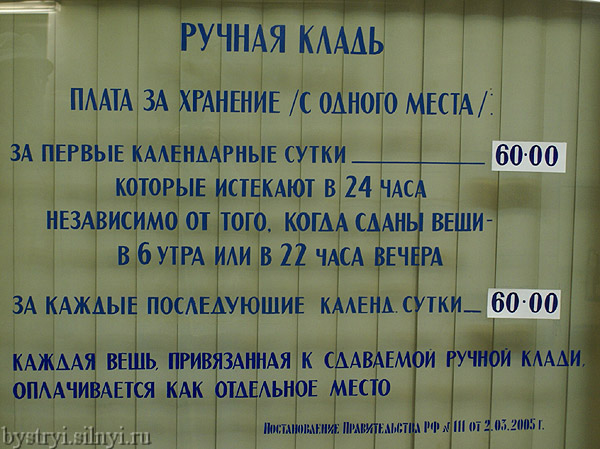 РУЧНАЯ КЛАДЬ
ПЛАТА ЗА ХРАНЕНИЕ /С ОДНОГО МЕСТА/:
ЗА ПЕРВЫЕ КАЛЕНДАРНЫЕ СУТКИ 60-00
КОТОРЫЕ ИСТЕКАЮТ В 24 ЧАСА
НЕЗАВИСИМО ОТ ТОГО, КОГДА СДАНЫ ВЕЩИ-
В 6 УТРА ИЛИ В 22 ЧАСА ВЕЧЕРА
ЗА КАЖДЫЕ ПОСЛЕДУЮЩИЕ КАЛЕНД. СУТКИ 60-00
КАЖДАЯ ВЕЩЬ, ПРИВЯЗАННАЯ К СДАВАЕМОЙ РУЧНОЙ КЛАДИ,
ОПЛАЧИВАЕТСЯ КАК ОТДЕЛЬНОЕ МЕСТО
ПОСТАНОВЛЕНИЕ ПРАВИТЕЛЬСТВА РФ N 111 ОТ 2.03.2005г.
bystryi.silnyi.ru